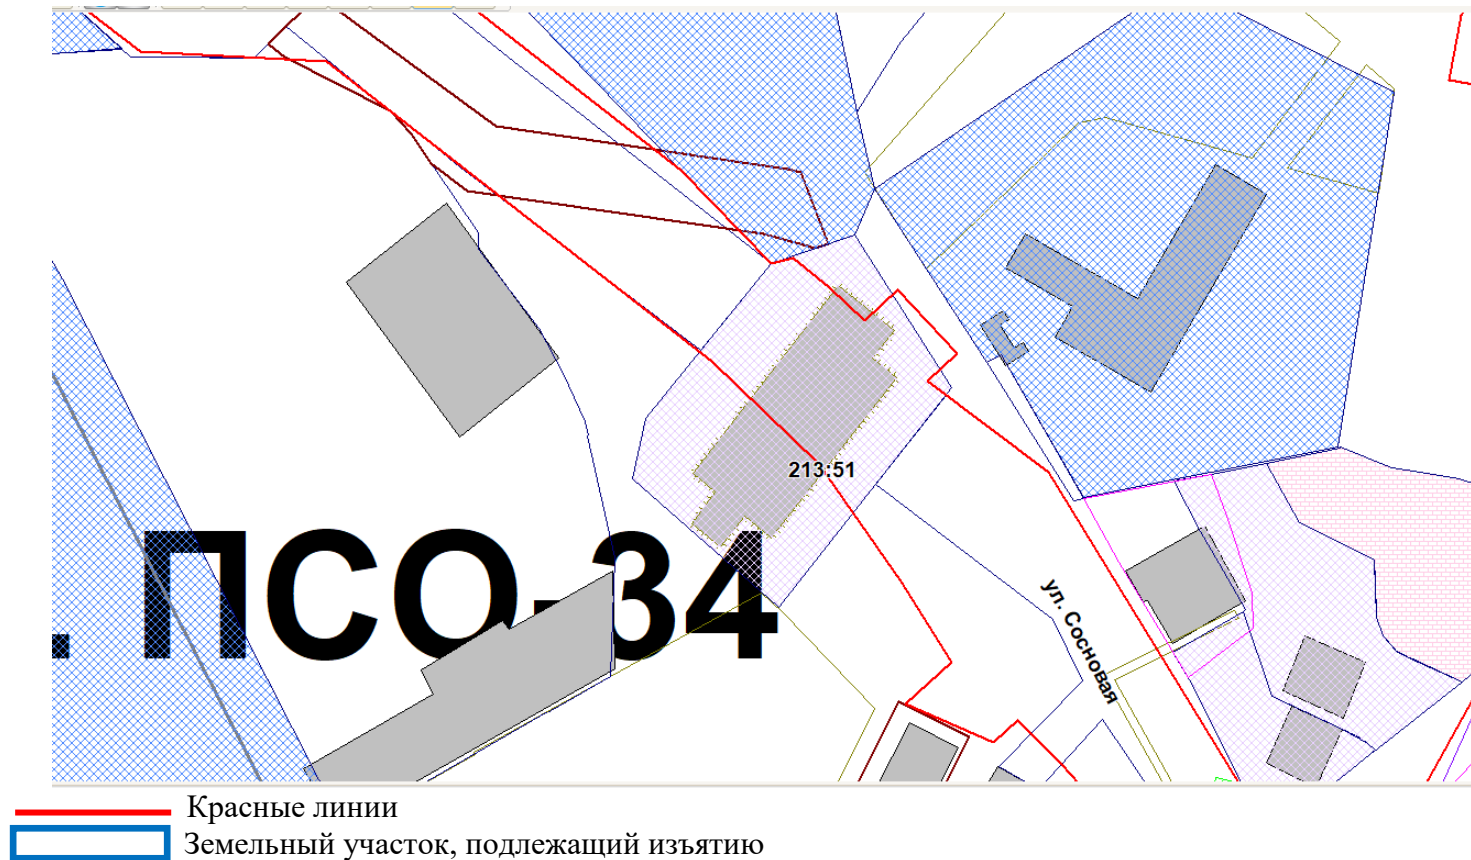 213:51
. ПСО-34
ул. Сосновая
Красные линии
Земельный участок, подлежащий изъятию